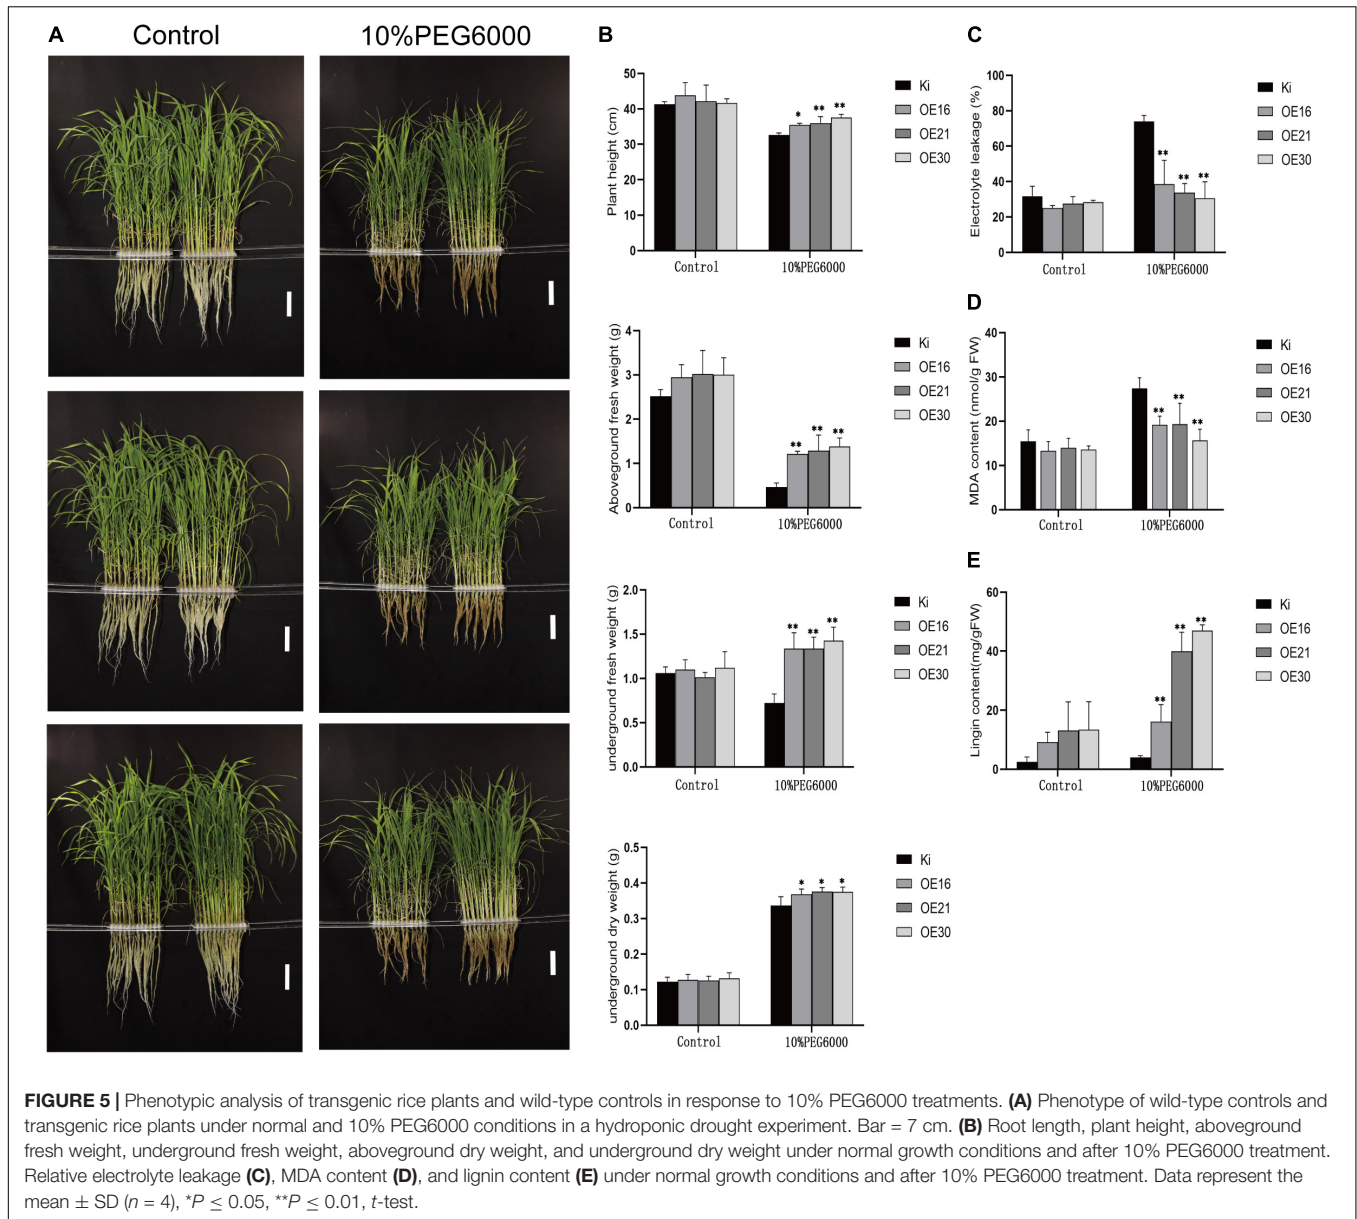 A Control 10%PEG6000
B
Plant height (cm)
50
40
30
20
10
0
Control 10%PEG6000
* ** **
Ki
OE16
OE21
OE30
Aboveground fresh weight (g)
4
3
2
1
0
Control 10%PEG6000
** ** **
Ki
OE16
OE21
OE30
underground fresh weight (g)
2.0
1.5
1.0
0.5
0.0
Control 10%PEG6000
** ** **
Ki
OE16
OE21
OE30
underground dry weight (g)
0.5
0.4
0.3
0.2
0.1
0.0
Control 10%PEG6000
* * *
Ki
OE16
OE21
OE30
C
Electrolyte leakage (%)
100
80
60
40
20
0
Control 10%PEG6000
** ** **
Ki
OE16
OE21
OE30
D
MDA content (nmol/g FW)
40
30
20
10
0
Control 10%PEG6000
** ** **
Ki
OE16
OE21
OE30
E
Lingin content(mg/gFW)
60
40
20
0
Control 10%PEG6000
** ** **
Ki
OE16
OE21
OE30
FIGURE 5 | Phenotypic analysis of transgenic rice plants and wild-type controls in response to 10% PEG6000 treatments. (A) Phenotype of wild-type controls and
transgenic rice plants under normal and 10% PEG6000 conditions in a hydroponic drought experiment. Bar = 7 cm. (B) Root length, plant height, aboveground
fresh weight, underground fresh weight, aboveground dry weight, and underground dry weight under normal growth conditions and after 10% PEG6000 treatment.
Relative electrolyte leakage (C), MDA content (D), and lignin content (E) under normal growth conditions and after 10% PEG6000 treatment. Data represent the
mean ± SD (n = 4), *P ≤ 0.05, **P ≤ 0.01, t-test.